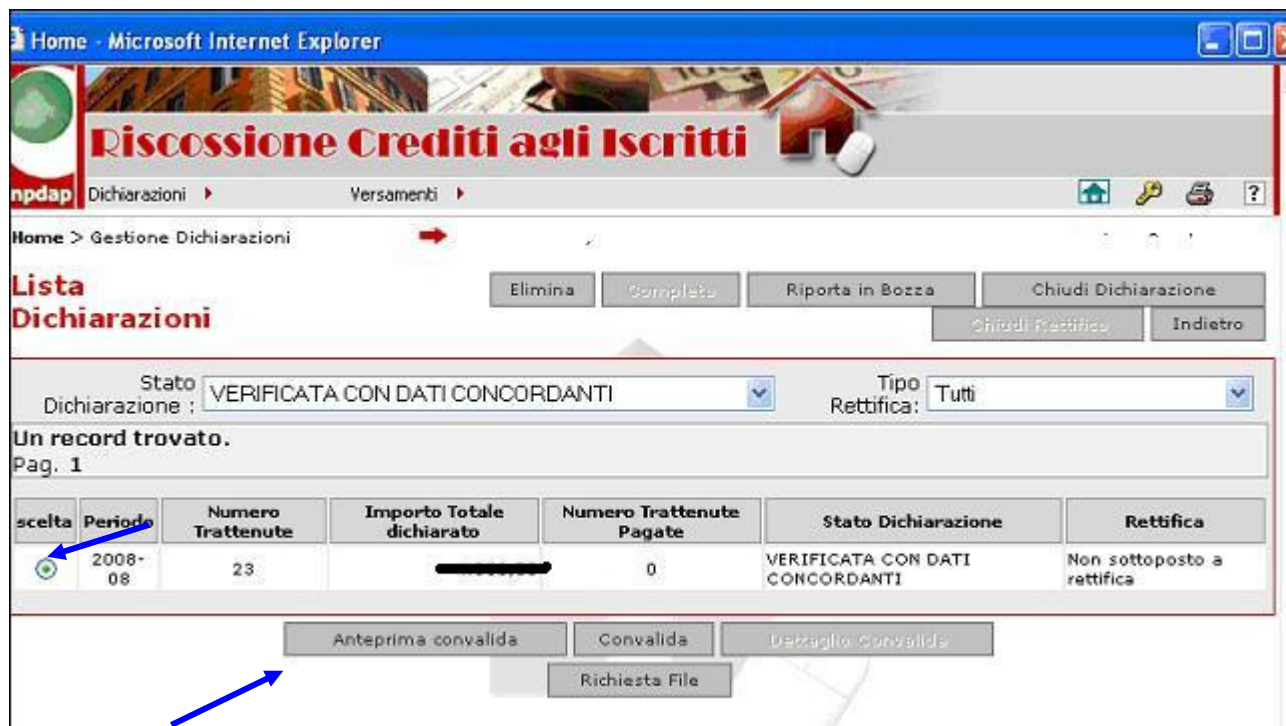 Home - Microsoft Internet Explorer
Riscossione Crediti agli Iscritti
npdap Dichiarazioni Versamenti ?
Home > Gestione Dichiarazioni
Lista Elimina Completa Riporta in Bozza Chiudi Dichiarazione
Dichiarazioni Chiudi Rettifica Indietro
Stato Dichiarazione : VERIFICATA CON DATI CONCORDANTI Tipo Rettifica: Tutti
Un record trovato.
Pag. 1
scelta Periodo Numero Trattenute Importo Totale dichiarato Numero Trattenute Pagate Stato Dichiarazione Rettifica
2008-08 23 0 VERIFICATA CON DATI CONCORDANTI Non sottoposto a rettifica
Anteprima convalida Convalida Dettaglio Convalida
Richiesta File